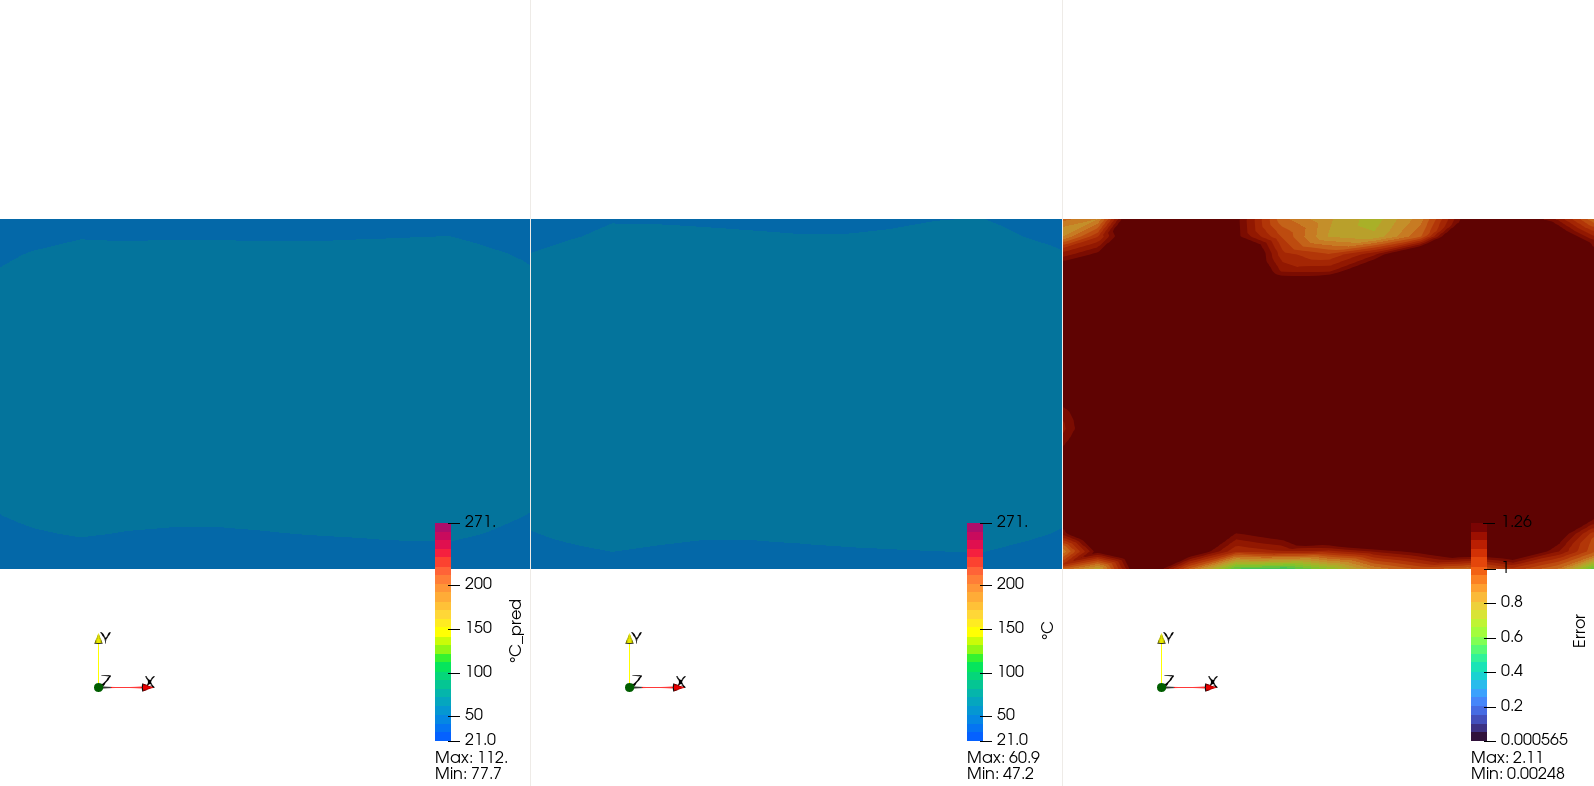 271.
200
150
100
50
21.0
°C_pred
Max: 112.
Min: 77.7
Y
Z
X
271.
200
150
100
50
21.0
°C
Max: 60.9
Min: 47.2
Y
Z
X
1.26
1
0.8
0.6
0.4
0.2
0.000565
Error
Max: 2.11
Min: 0.00248
Y
Z
X